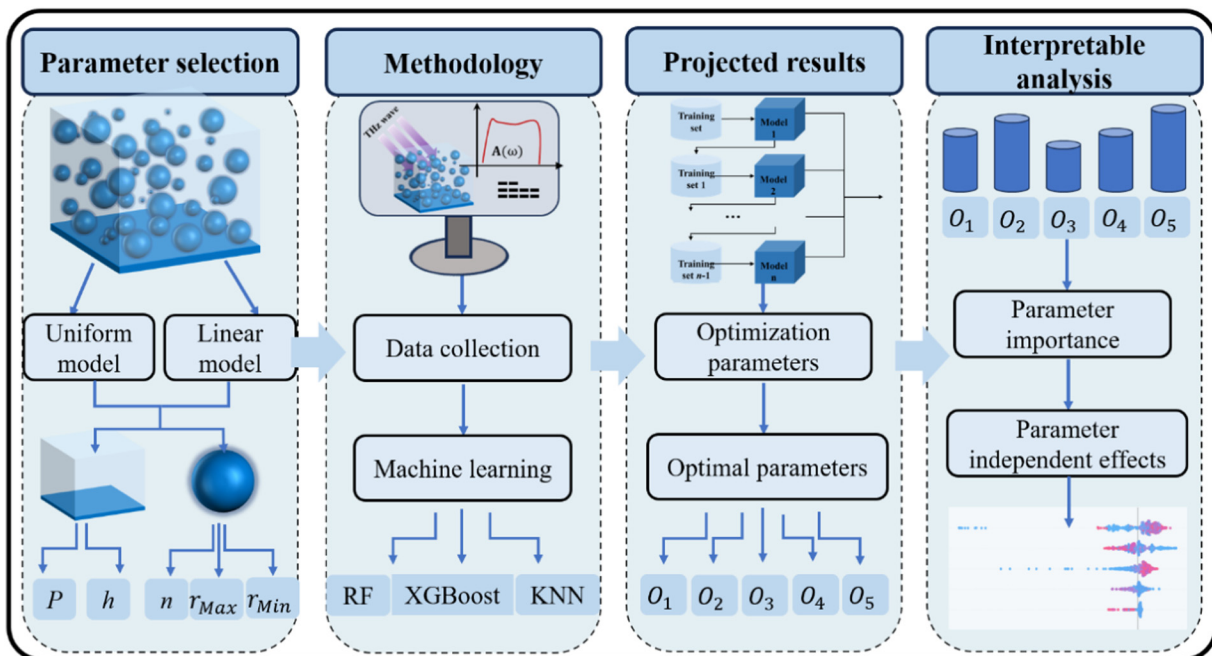 Parameter selection
Uniform
model
Linear
model
P
h
n
r_Max
r_Min
Methodology
THz wave
A(ω)
Data collection
Machine learning
RF
XGBoost
KNN
Projected results
Training
set
Model
1
Training
set 1
Model
2
...
Training
set n-1
Model
n
Optimization
parameters
Optimal parameters
O₁
O₂
O₃
O₄
O₅
Interpretable
analysis
O₁
O₂
O₃
O₄
O₅
Parameter
importance
Parameter
independent effects